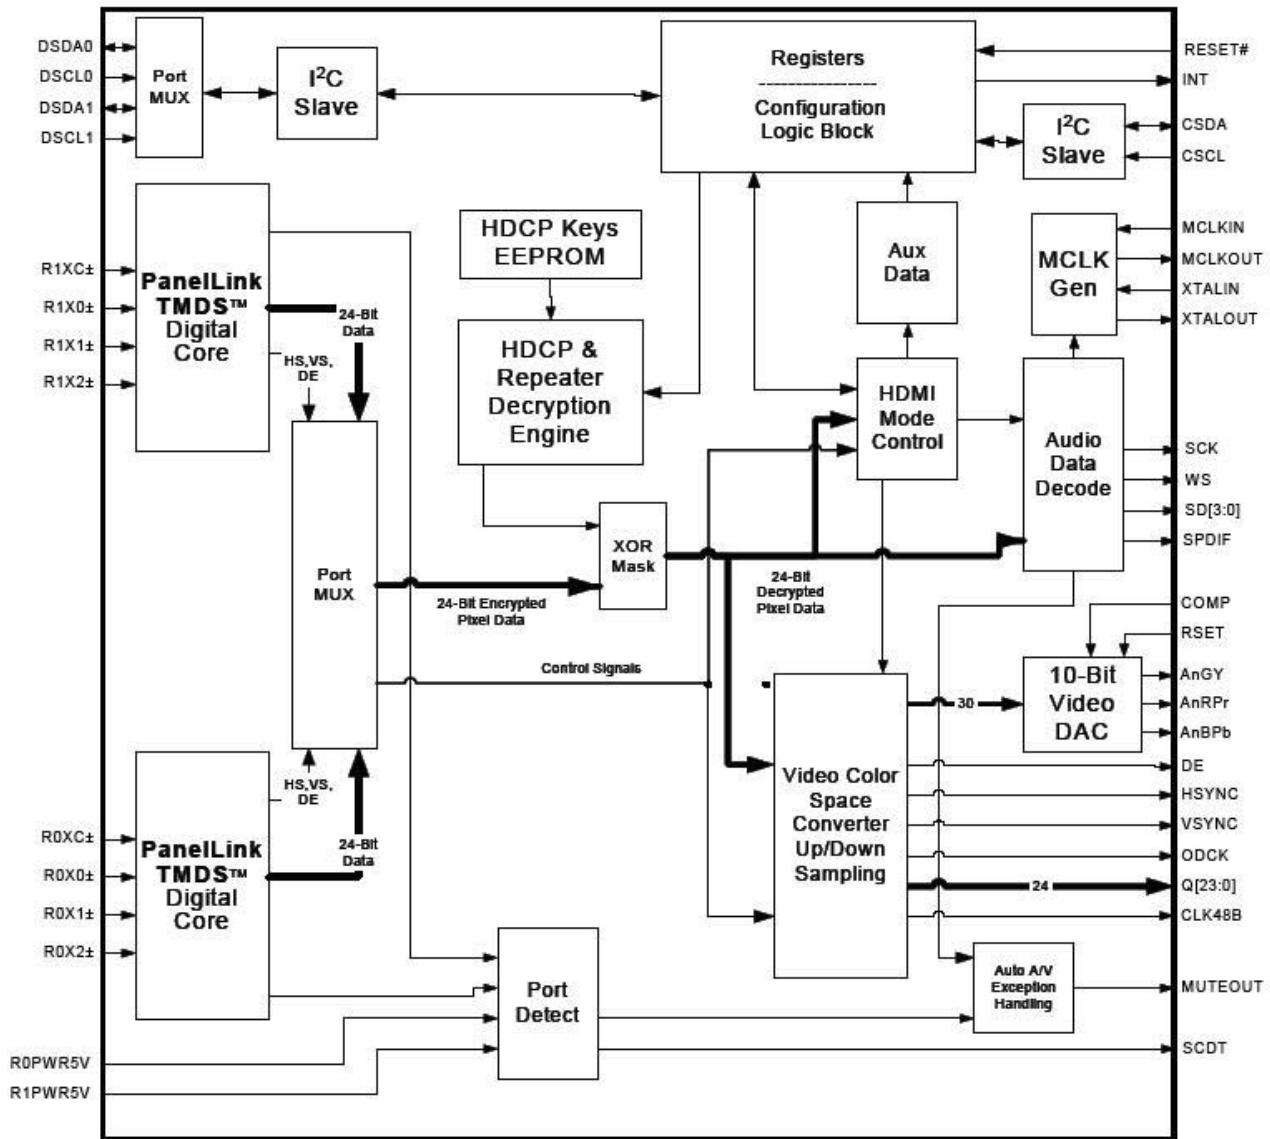 DSDA0
DSCL0
DSDA1
DSCL1
Port
MUX
I²C
Slave
Registers
Configuration
Logic Block
RESET#
INT
I²C
Slave
CSDA
CSCL
PanelLink
TMDS™
Digital
Core
R1XC±
R1X0±
R1X1±
R1X2±
24-Bit
Data
HS,VS,
DE
HDCP Keys
EEPROM
HDCP &
Repeater
Decryption
Engine
Aux
Data
MCLK
Gen
MCLKIN
MCLKOUT
XTALIN
XTALOUT
HDMI
Mode
Control
Audio
Data
Decode
SCK
WS
SD[3:0]
SPDIF
Port
MUX
XOR
Mask
24-Bit Encrypted
Pixel Data
24-Bit
Decrypted
Pixel Data
Control Signals
COMP
RSET
10-Bit
Video
DAC
30
AnGY
AnRPr
AnBPb
Video Color
Space
Converter
Up/Down
Sampling
DE
HSYNC
VSYNC
ODCK
24
Q[23:0]
CLK48B
HS,VS,
DE
24-Bit
Data
PanelLink
TMDS™
Digital
Core
R0XC±
R0X0±
R0X1±
R0X2±
Port
Detect
Auto A/V
Exception
Handling
MUTEOUT
SCDT
R0PWR5V
R1PWR5V